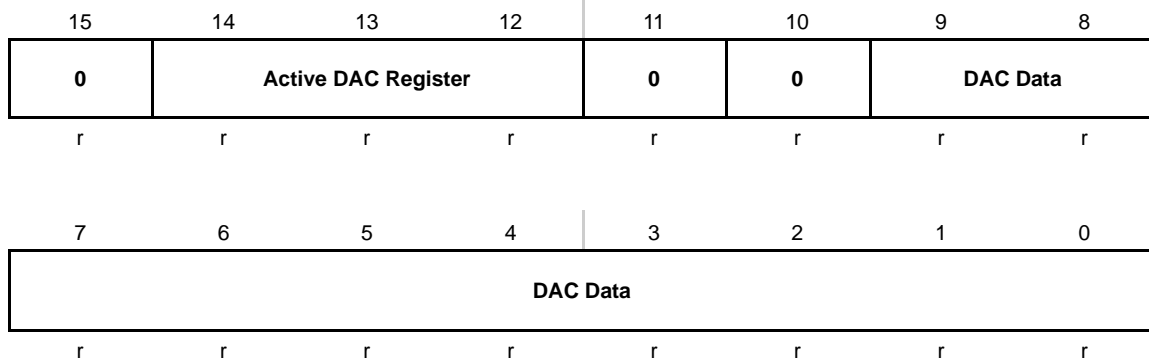 15 14 13 12 11 10 9 8
0 Active DAC Register 0 0 DAC Data
r r r r r r r r
7 6 5 4 3 2 1 0
DAC Data
r r r r r r r r